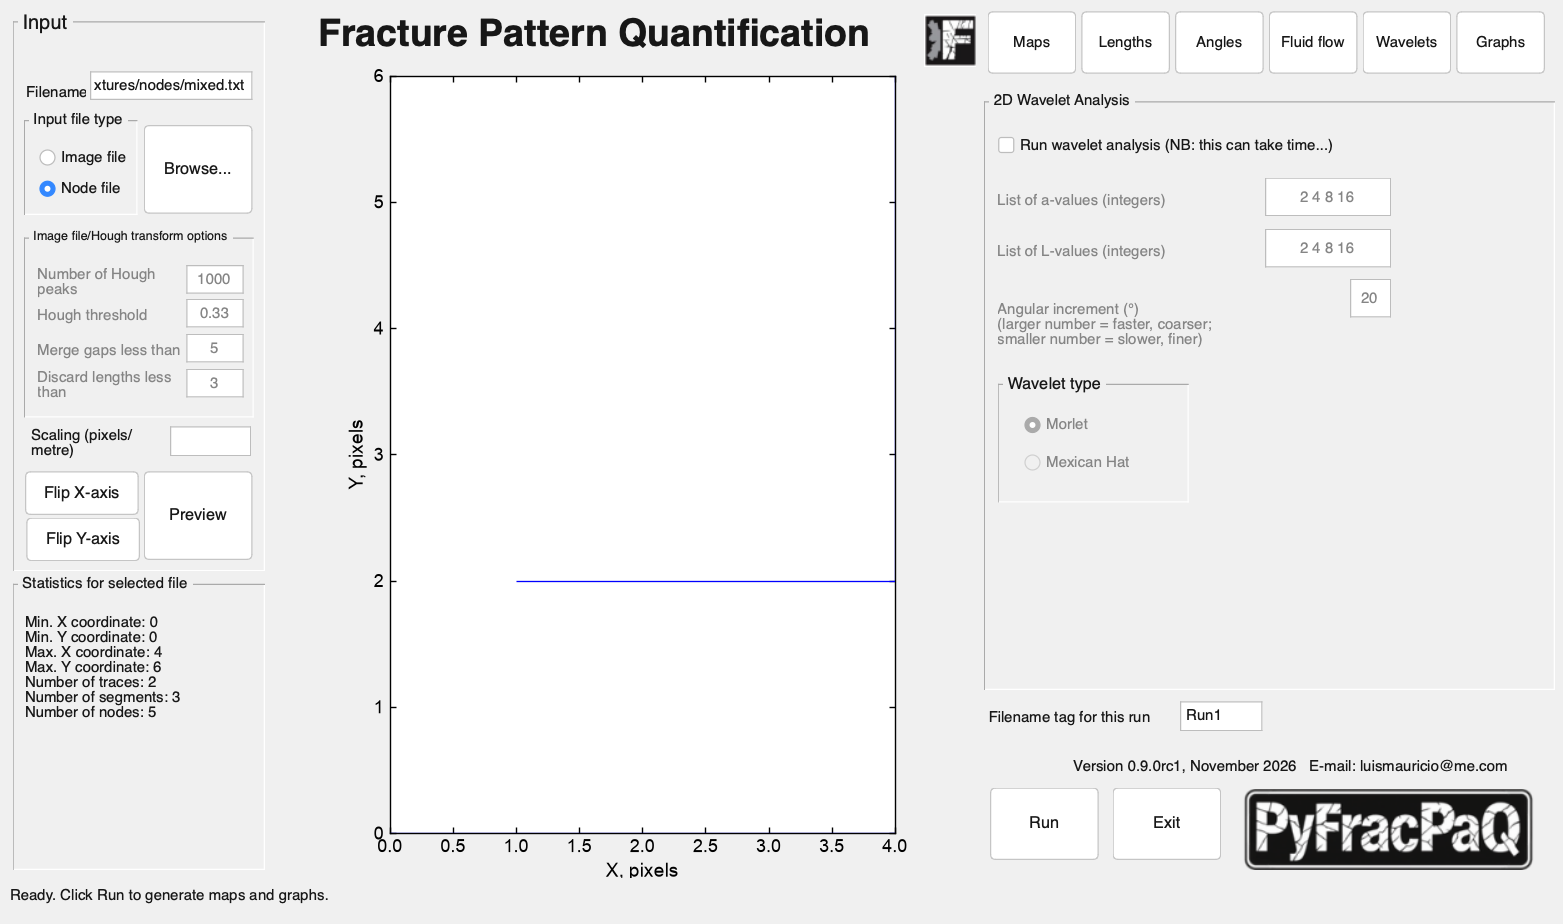 Input
Fracture Pattern Quantification
F
Maps
Lengths
Angles
Fluid flow
Wavelets
Graphs
Filename
xtures/nodes/mixed.txt
Input file type
Image file
Node file
Browse...
Image file/Hough transform options
Number of Hough
peaks
1000
Hough threshold
0.33
Merge gaps less than
5
Discard lengths less
than
3
Scaling (pixels/
metre)
Flip X-axis
Flip Y-axis
Preview
Statistics for selected file
Min. X coordinate: 0
Min. Y coordinate: 0
Max. X coordinate: 4
Max. Y coordinate: 6
Number of traces: 2
Number of segments: 3
Number of nodes: 5
Ready. Click Run to generate maps and graphs.
6
5
4
3
2
1
0
Y, pixels
0.0 0.5 1.0 1.5 2.0 2.5 3.0 3.5 4.0
X, pixels
2D Wavelet Analysis
Run wavelet analysis (NB: this can take time...)
List of a-values (integers)
2 4 8 16
List of L-values (integers)
2 4 8 16
Angular increment (°)
(larger number = faster, coarser;
smaller number = slower, finer)
20
Wavelet type
Morlet
Mexican Hat
Filename tag for this run
Run1
Version 0.9.0rc1, November 2026 E-mail: luismauricio@me.com
Run
Exit
PyFracPaQ